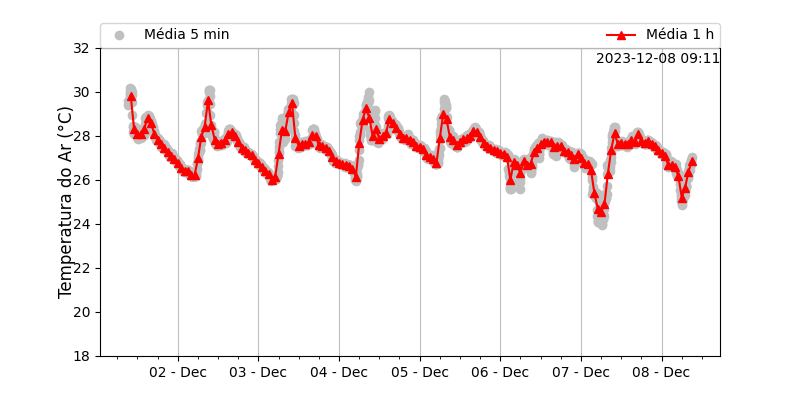 Média 5 min
Média 1 h
2023-12-08 09:11
Temperatura do Ar (°C)
32
30
28
26
24
22
20
18
02 - Dec
03 - Dec
04 - Dec
05 - Dec
06 - Dec
07 - Dec
08 - Dec